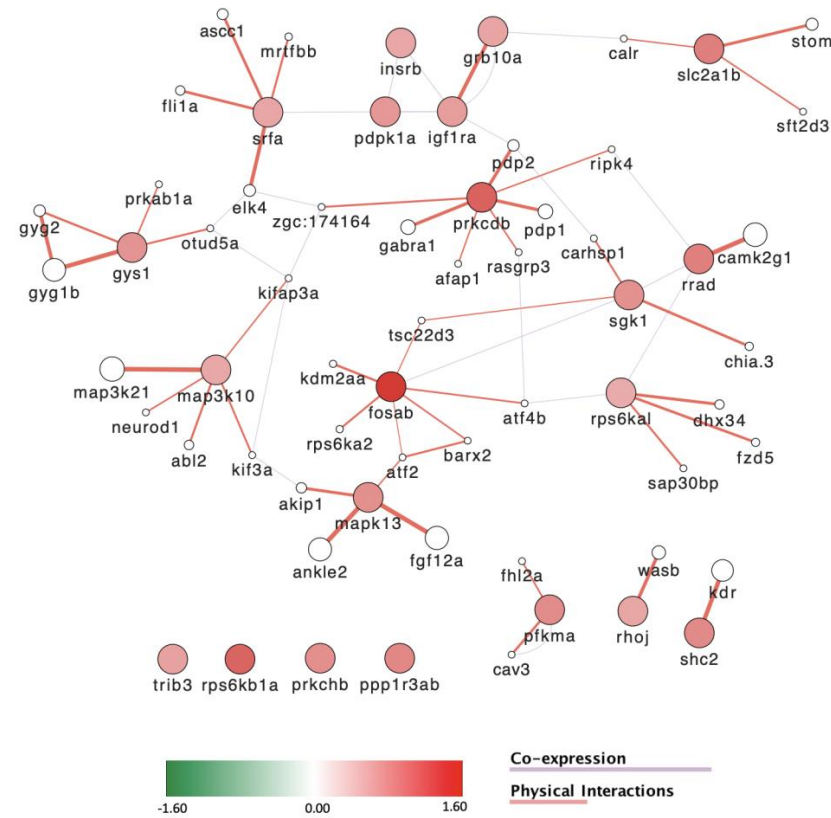 ascc1
mrtfbb
stom
insrb
grb10a
calr
slc2a1b
fli1a
sft2d3
srfa
pdpk1a
igf1ra
pdp2
ripk4
prkab1a
elk4
zgc:174164
prkcdb
pdp1
gyg2
otud5a
gabra1
carhsp1
camk2g1
gys1
afap1
rasgrp3
rrad
gyg1b
kifap3a
sgk1
tsc22d3
chia.3
kdm2aa
map3k21
map3k10
fosab
atf4b
rps6kal
dhx34
neurod1
rps6ka2
barx2
fzd5
abl2
kif3a
atf2
sap30bp
akip1
mapk13
ankle2
fgf12a
fhl2a
wasb
kdr
pfkma
rhoj
shc2
cav3
trib3
rps6kb1a
prkchb
ppp1r3ab
Co-expression
Physical Interactions
-1.60
0.00
1.60